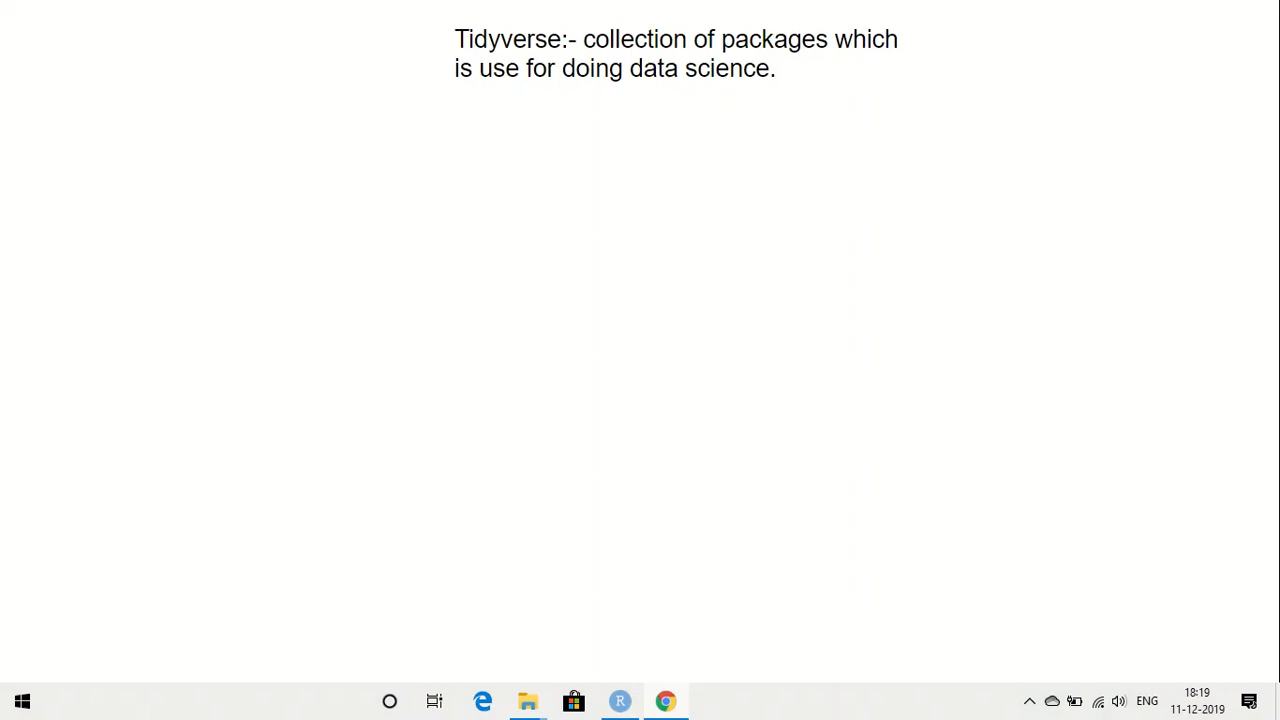 Tidyverse:- collection of packages which
is use for doing data science.
R
ENG
18:19
11-12-2019